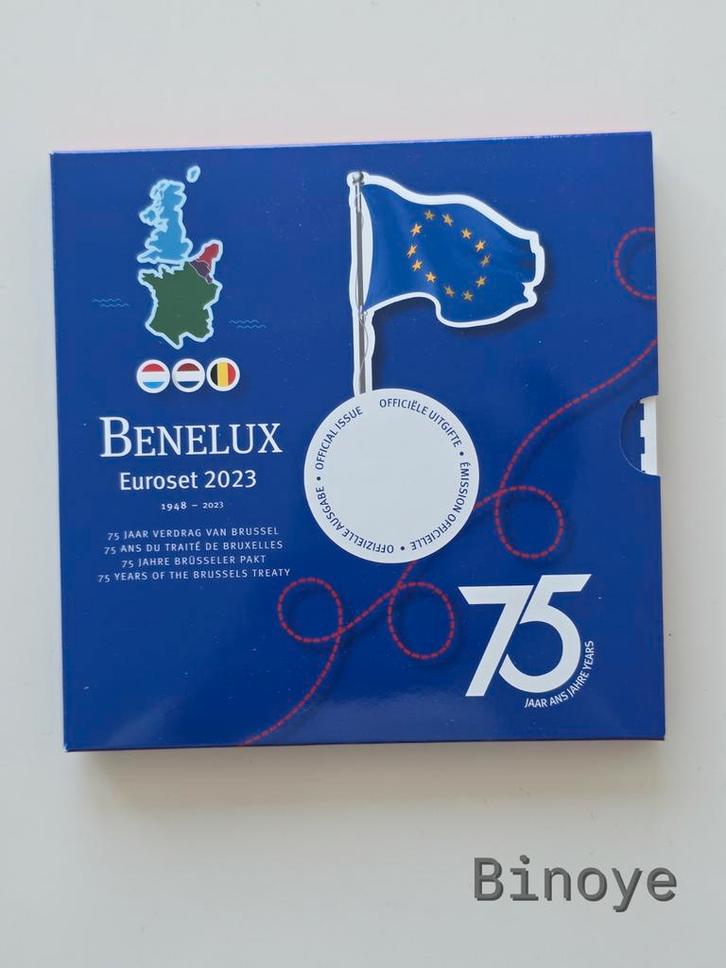 BENELUX
Euroset 2023
1948 – 2023
75 JAAR VERDRAG VAN BRUSSEL
75 ANS DU TRAITÉ DE BRUXELLES
75 JAHRE BRÜSSELER PAKT
75 YEARS OF THE BRUSSELS TREATY
OFFICIAL ISSUE OFFICIËLE UITGIFTE • ÉMISSION OFFICIELLE • OFFIZIELLE AUSGABE •
75
JAAR ANS JAHRE YEARS
Binoye